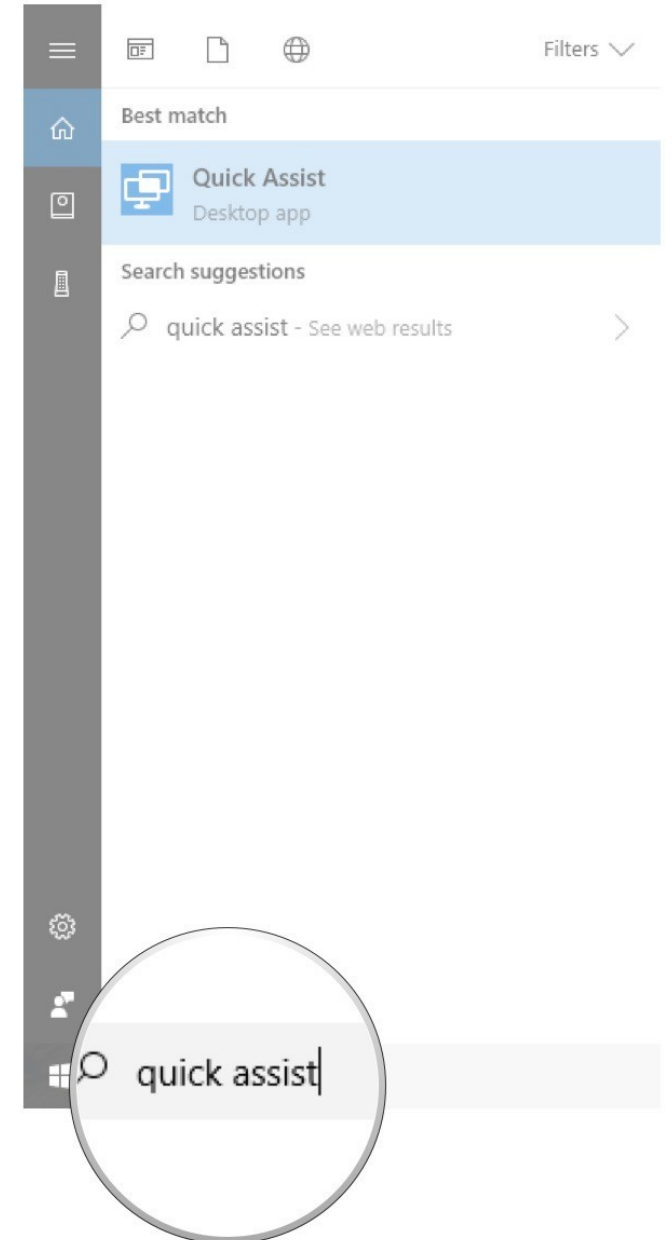 Filters
Best match
Quick Assist
Desktop app
Search suggestions
quick assist - See web results
quick assist